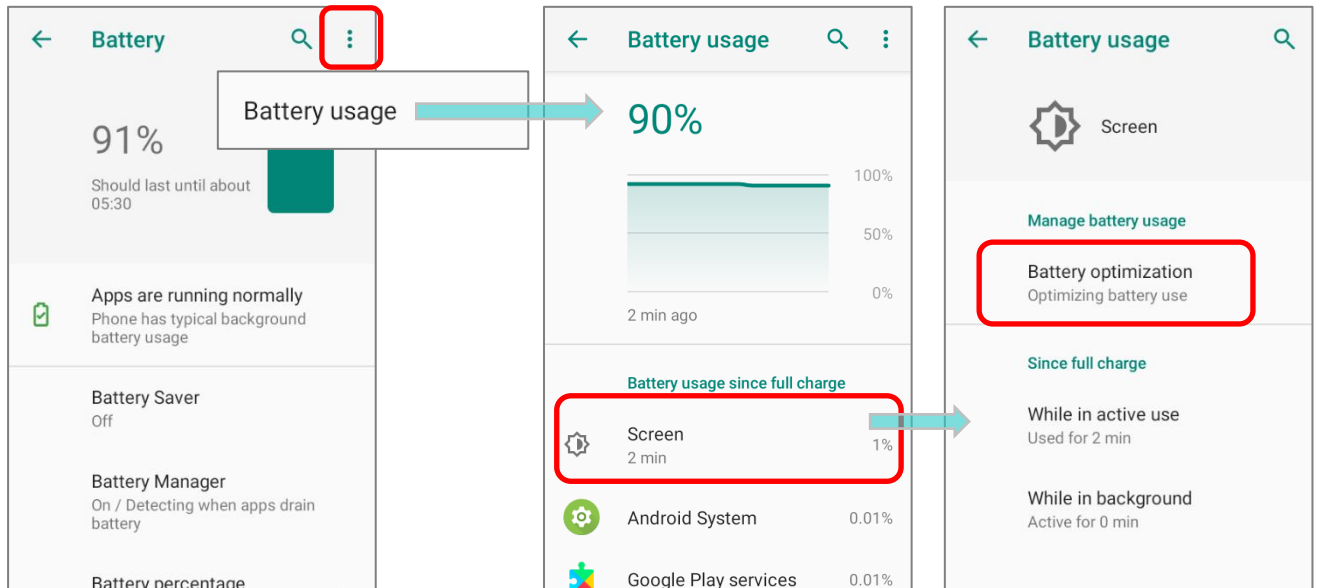 Battery
Battery usage
91%
Should last until about
05:30
Apps are running normally
Phone has typical background
battery usage
Battery Saver
Off
Battery Manager
On / Detecting when apps drain
battery
Battery percentage
Battery usage
90%
100%
50%
0%
2 min ago
Battery usage since full charge
Screen
2 min
1%
Android System
0.01%
Google Play services
0.01%
Battery usage
Screen
Manage battery usage
Battery optimization
Optimizing battery use
Since full charge
While in active use
Used for 2 min
While in background
Active for 0 min